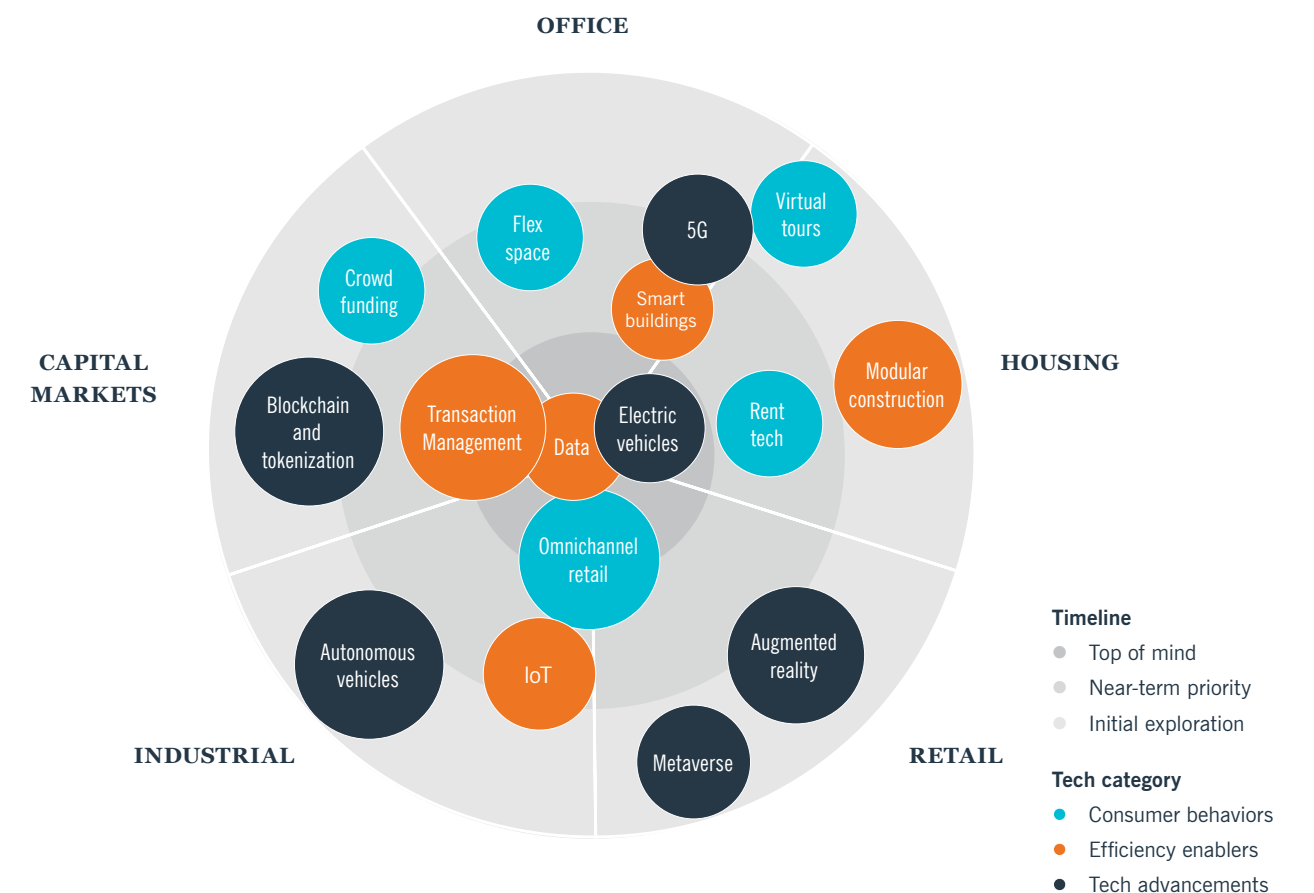 OFFICE
Flex
space
5G
Virtual
tours
Crowd
funding
Smart
buildings
CAPITAL
MARKETS
HOUSING
Modular
construction
Blockchain
and
tokenization
Transaction
Management
Data
Electric
vehicles
Rent
tech
Omnichannel
retail
Autonomous
vehicles
IoT
Augmented
reality
Metaverse
INDUSTRIAL
RETAIL
Timeline
Top of mind
Near-term priority
Initial exploration
Tech category
Consumer behaviors
Efficiency enablers
Tech advancements